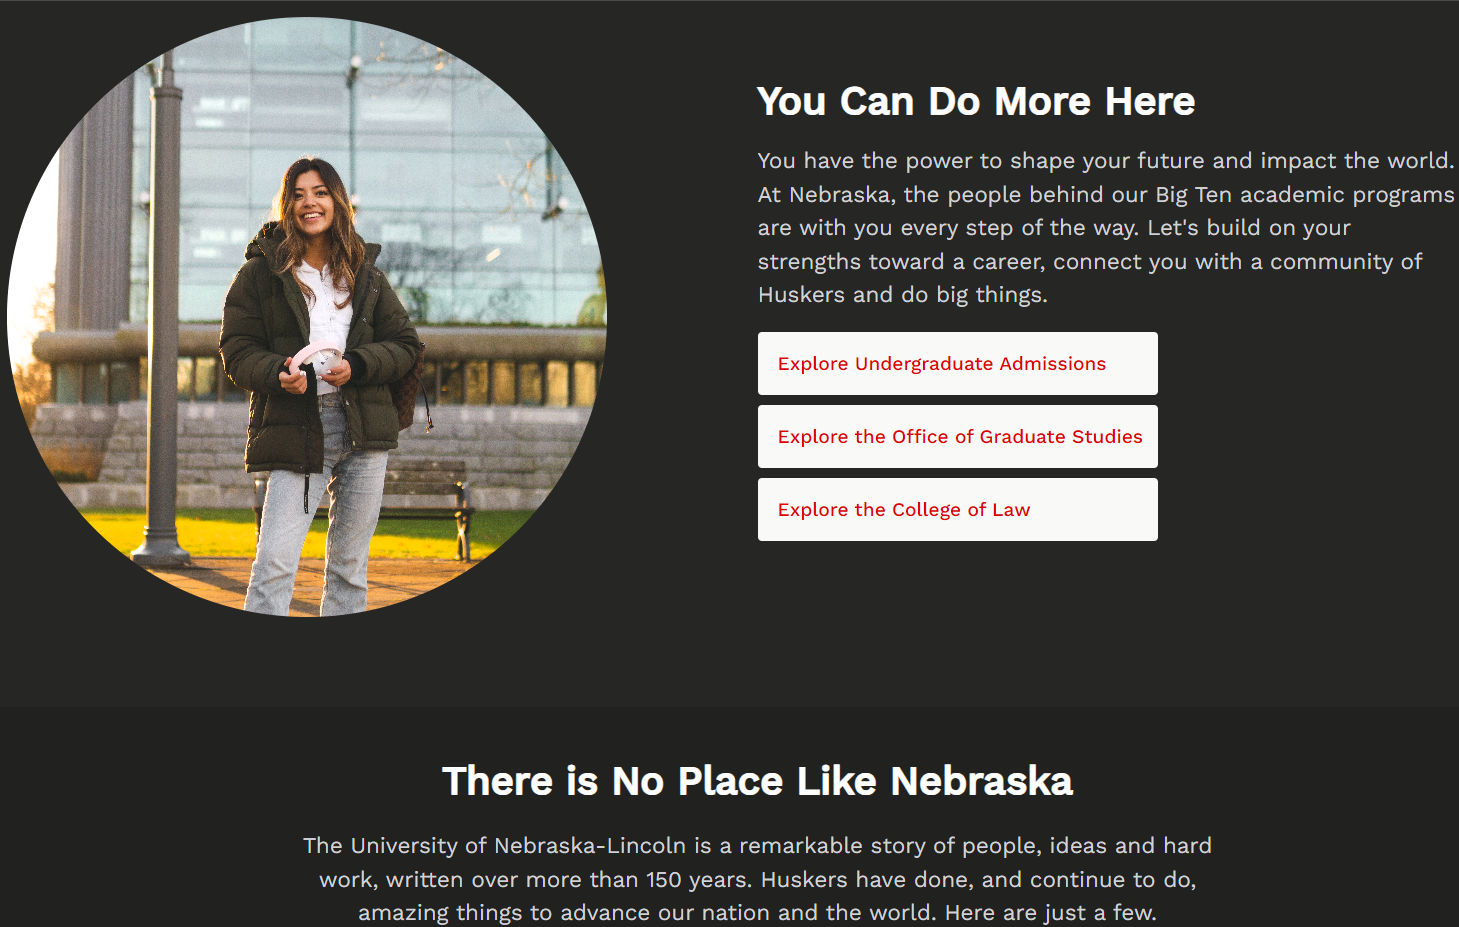 You Can Do More Here
You have the power to shape your future and impact the world.
At Nebraska, the people behind our Big Ten academic programs
are with you every step of the way. Let's build on your
strengths toward a career, connect you with a community of
Huskers and do big things.
Explore Undergraduate Admissions
Explore the Office of Graduate Studies
Explore the College of Law
There is No Place Like Nebraska
The University of Nebraska-Lincoln is a remarkable story of people, ideas and hard
work, written over more than 150 years. Huskers have done, and continue to do,
amazing things to advance our nation and the world. Here are just a few.